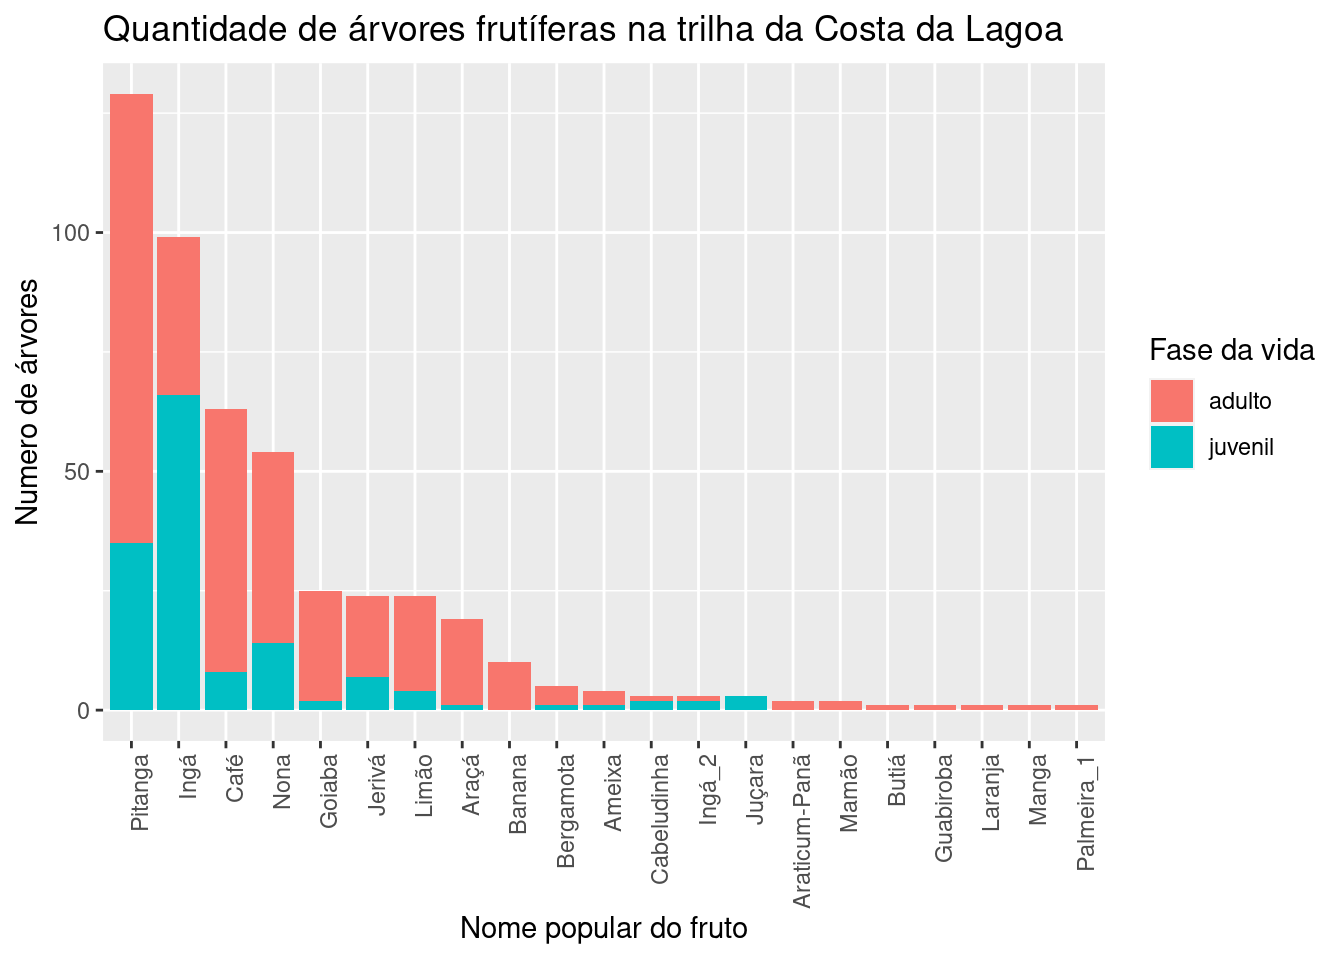 Quantidade de árvores frutíferas na trilha da Costa da Lagoa
Numero de árvores
100
50
0
Pitanga
Ingá
Café
Nona
Goiaba
Jerivá
Limão
Araçá
Banana
Bergamota
Ameixa
Cabeludinha
Ingá_2
Juçara
Araticum-Panã
Mamão
Butiá
Guabiroba
Laranja
Manga
Palmeira_1
Nome popular do fruto
Fase da vida
adulto
juvenil